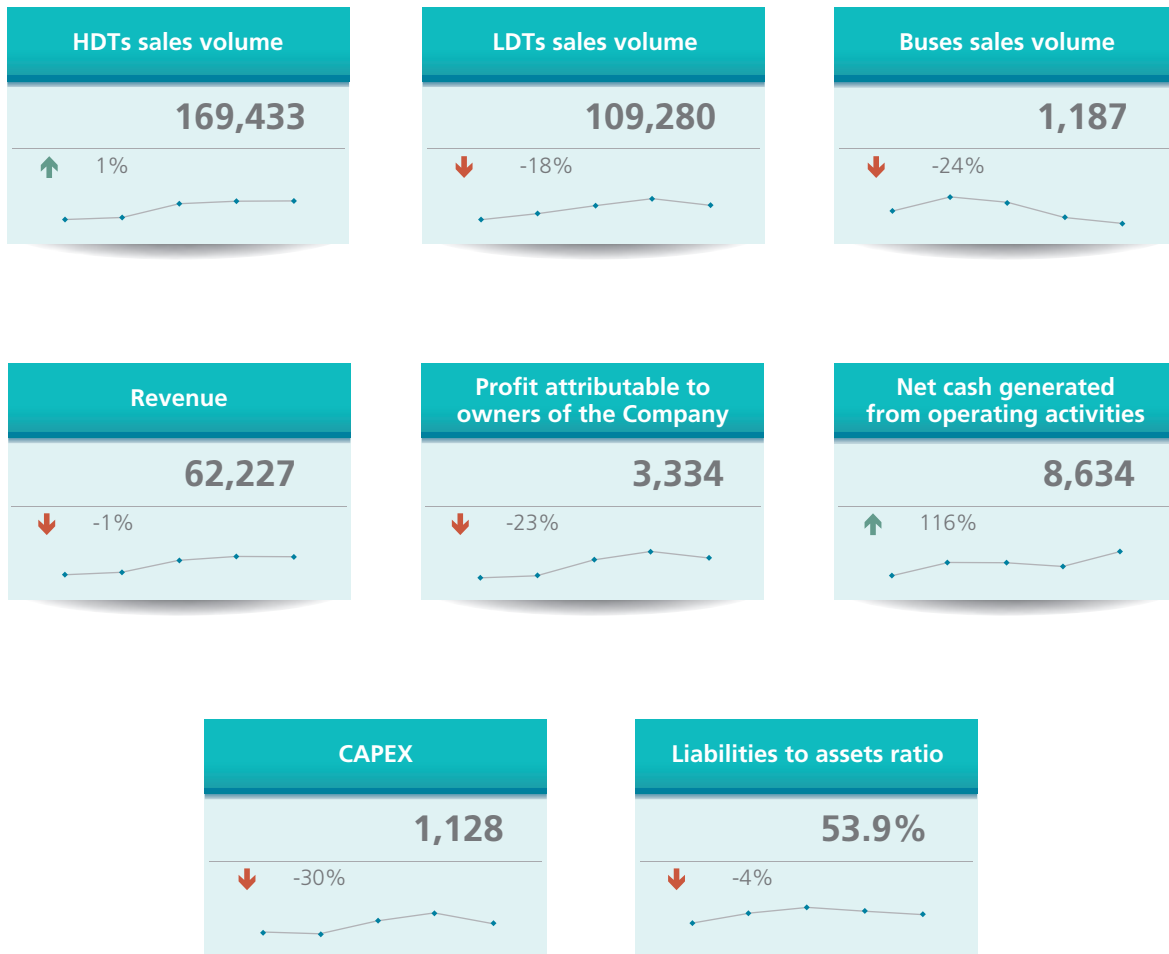 HDTs sales volume
169,433
1%
LDTs sales volume
109,280
-18%
Buses sales volume
1,187
-24%
Revenue
62,227
-1%
Profit attributable to
owners of the Company
3,334
-23%
Net cash generated
from operating activities
8,634
116%
CAPEX
1,128
-30%
Liabilities to assets ratio
53.9%
-4%